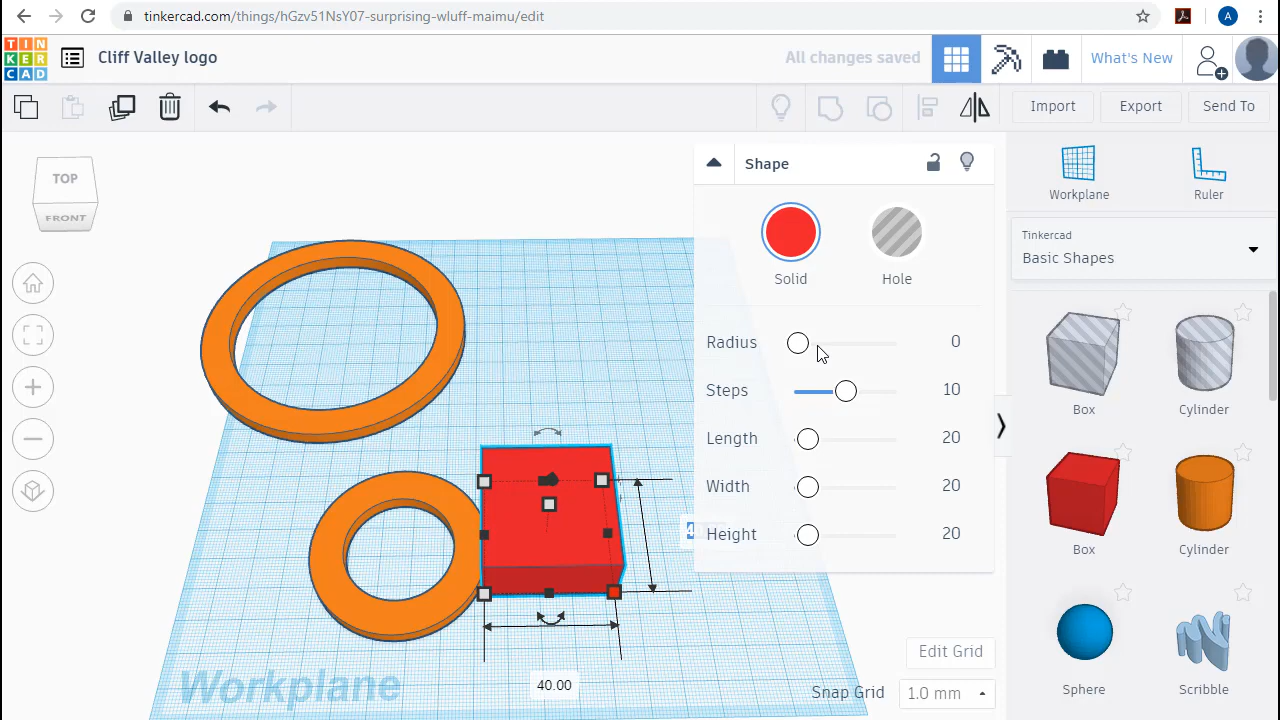 tinkercad.com/things/hGzv51NsY07-surprising-wluff-maimu/edit
A
TIN
KER
CAD
Cliff Valley logo
All changes saved
What's New
Import
Export
Send To
TOP
FRONT
Shape
Workplane
Ruler
Solid
Hole
Tinkercad
Basic Shapes
Radius 0
Steps 10
Length 20
Width 20
Height 20
Box
Cylinder
Box
Cylinder
Sphere
Scribble
Workplane
40.00
Edit Grid
Snap Grid 1.0 mm